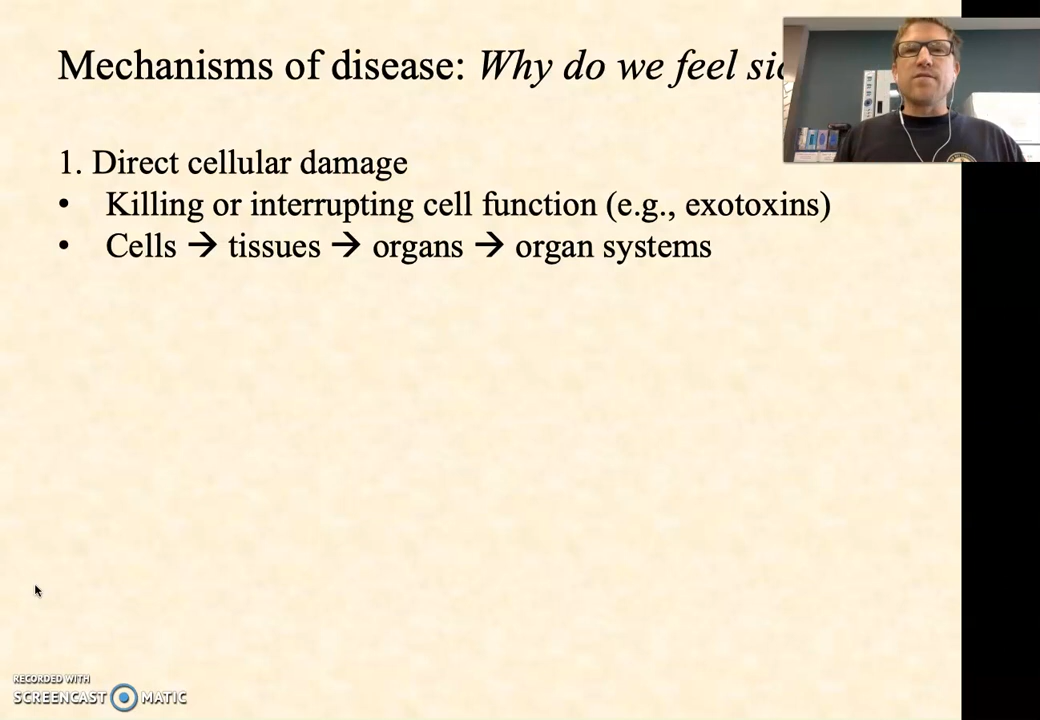 Mechanisms of disease: Why do we feel
1. Direct cellular damage
• Killing or interrupting cell function (e.g., exotoxins)
• Cells → tissues → organs → organ systems
RECORDED WITH
SCREENCAST MATIC